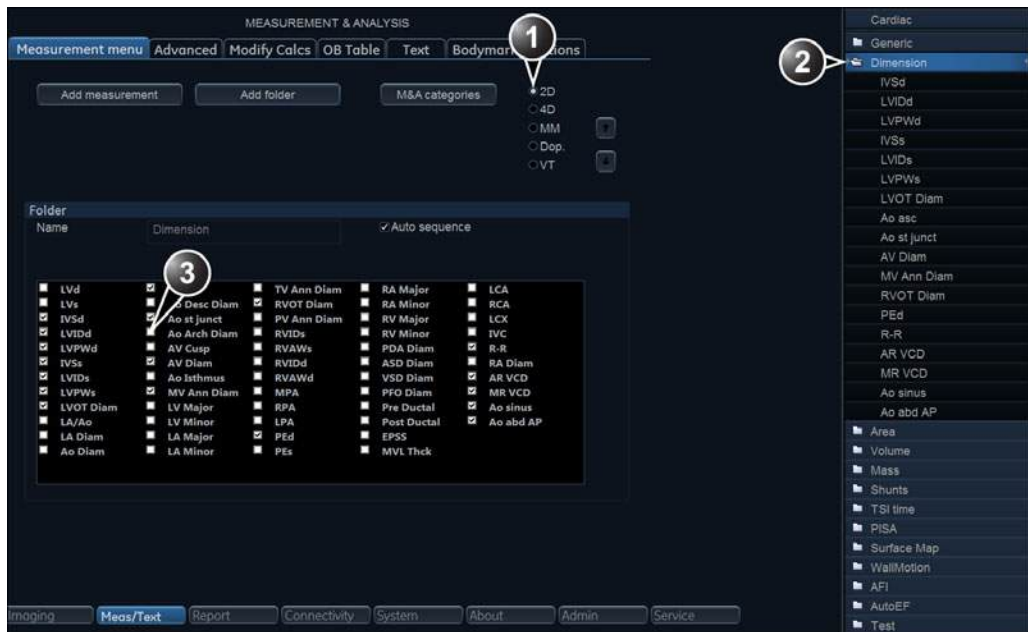 MEASUREMENT & ANALYSIS
Measurement menu Advanced Modify Calcs OB Table Text
1
Add measurement Add folder M&A categories
2D
4D
MM
Dop.
VT
Folder
Name Dimension Auto sequence
3
LVd TV Ann Diam RA Major LCA
LVs Desc Diam RVOT Diam RA Minor RCA
IVSd Ao st junct PV Ann Diam RV Major LCX
LVIDd Ao Arch Diam RVIDs RV Minor IVC
LVPWd AV Cusp RVAWs PDA Diam R-R
IVSs AV Diam RVIDd ASD Diam RA Diam
LVIDs Ao Isthmus RVAWd VSD Diam AR VCD
LVPWs MV Ann Diam MPA PFO Diam MR VCD
LVOT Diam LV Major RPA Pre Ductal Ao sinus
LA/Ao LV Minor LPA Post Ductal Ao abd AP
LA Diam LA Major PEd EPSS
Ao Diam LA Minor PEs MVL Thck
Meas/Text Report Connectivity System About Admin Service
2
Cardiac
Generic
Dimension
IVSd
LVIDd
LVPWd
IVSs
LVIDs
LVPWs
LVOT Diam
Ao asc
Ao st junct
AV Diam
MV Ann Diam
RVOT Diam
PEd
R-R
AR VCD
MR VCD
Ao sinus
Ao abd AP
Area
Volume
Mass
Shunts
TSI time
PISA
Surface Map
WallMotion
AFI
AutoEF
Test